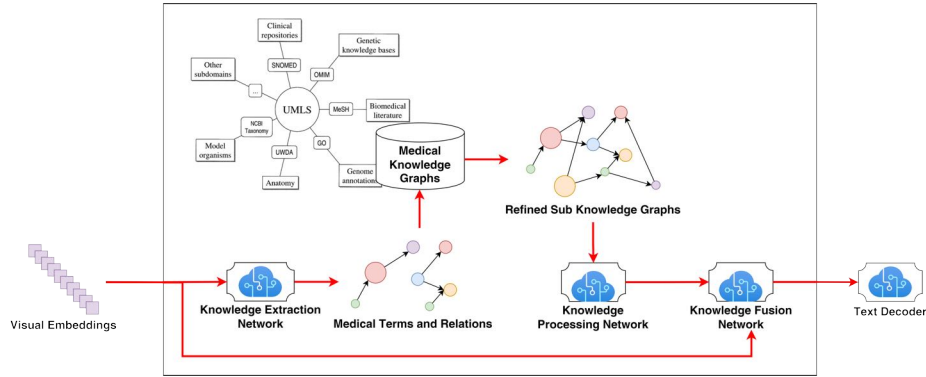 Clinical
repositories
SNOMED
Genetic
knowledge bases
OMIM
Other
subdomains
...
UMLS
MeSH
Biomedical
literature
NCBI
Taxonomy
Model
organisms
UWDA
GO
Anatomy
Genome
annotations
Medical
Knowledge
Graphs
Refined Sub Knowledge Graphs
Visual Embeddings
Knowledge Extraction
Network
Medical Terms and Relations
Knowledge
Processing Network
Knowledge Fusion
Network
Text Decoder